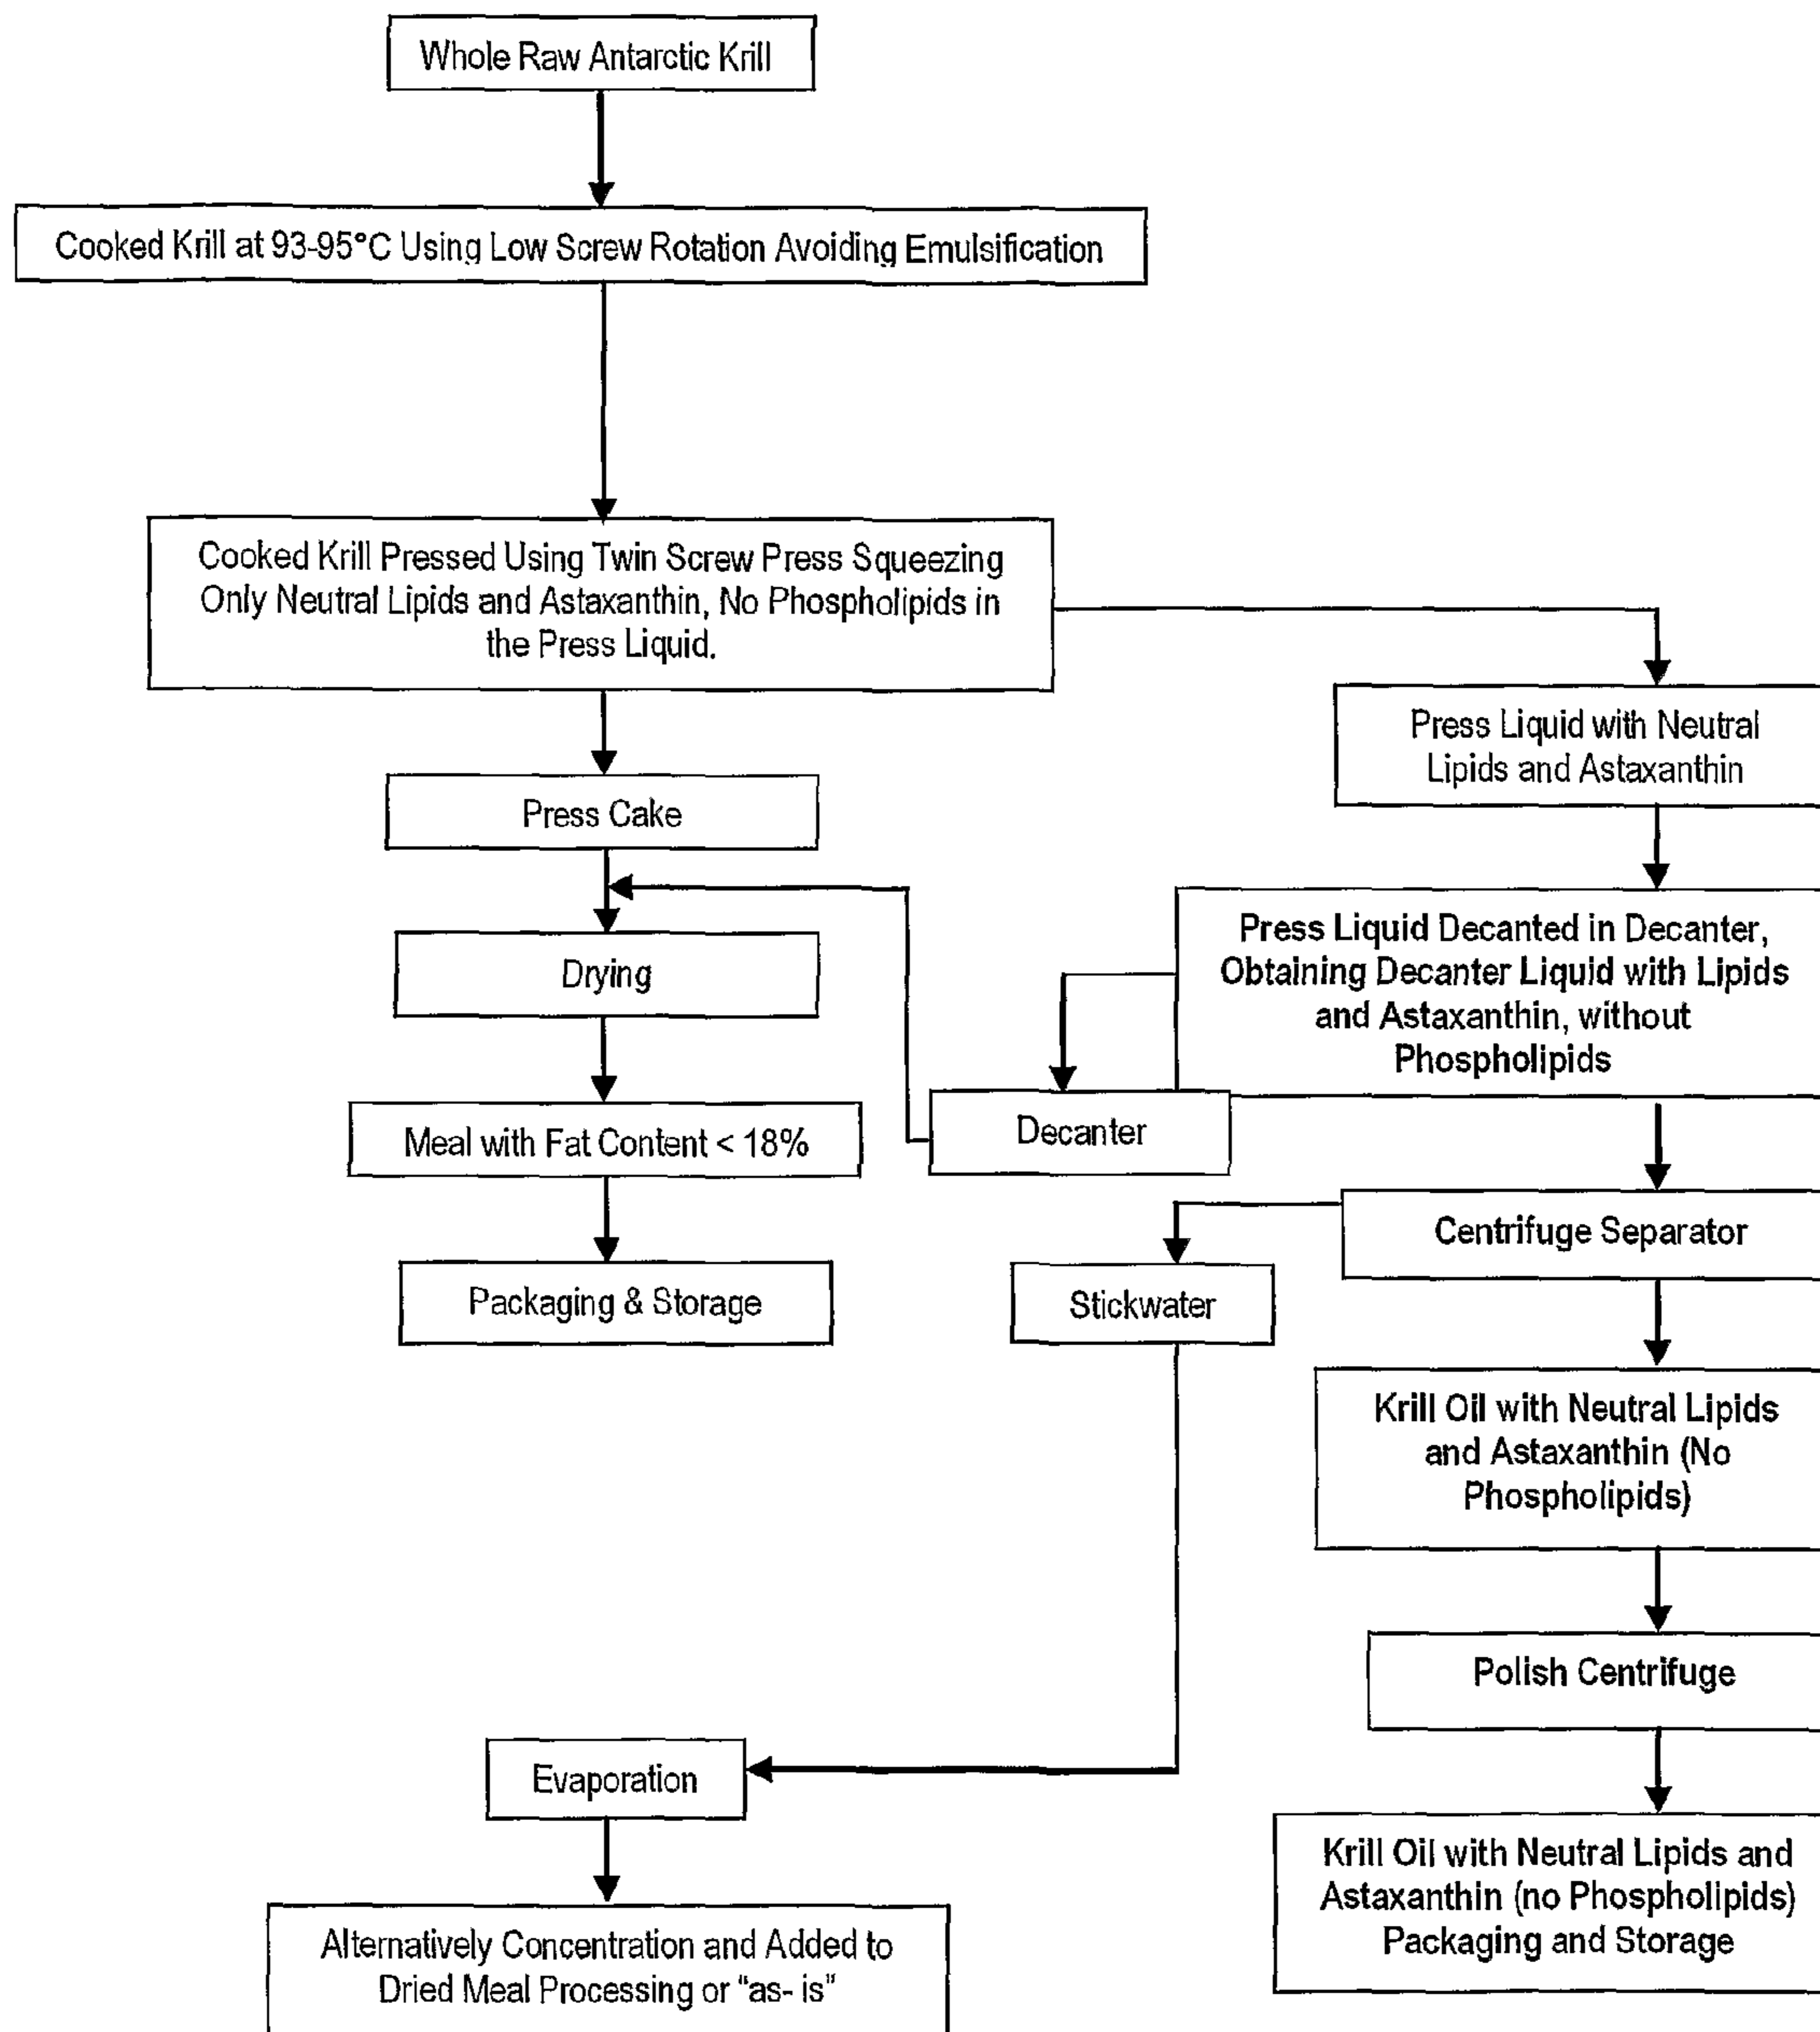 Whole Raw Antarctic Krill
Cooked Krill at 93-95°C Using Low Screw Rotation Avoiding Emulsification
Cooked Krill Pressed Using Twin Screw Press Squeezing
Only Neutral Lipids and Astaxanthin, No Phospholipids in
the Press Liquid.
Press Liquid with Neutral
Lipids and Astaxanthin
Press Cake
Press Liquid Decanted in Decanter,
Obtaining Decanter Liquid with Lipids
and Astaxanthin, without
Phospholipids
Drying
Decanter
Meal with Fat Content < 18%
Centrifuge Separator
Stickwater
Packaging & Storage
Krill Oil with Neutral Lipids
and Astaxanthin (No
Phospholipids)
Polish Centrifuge
Evaporation
Krill Oil with Neutral Lipids and
Astaxanthin (no Phospholipids)
Packaging and Storage
Alternatively Concentration and Added to
Dried Meal Processing or "as- is"